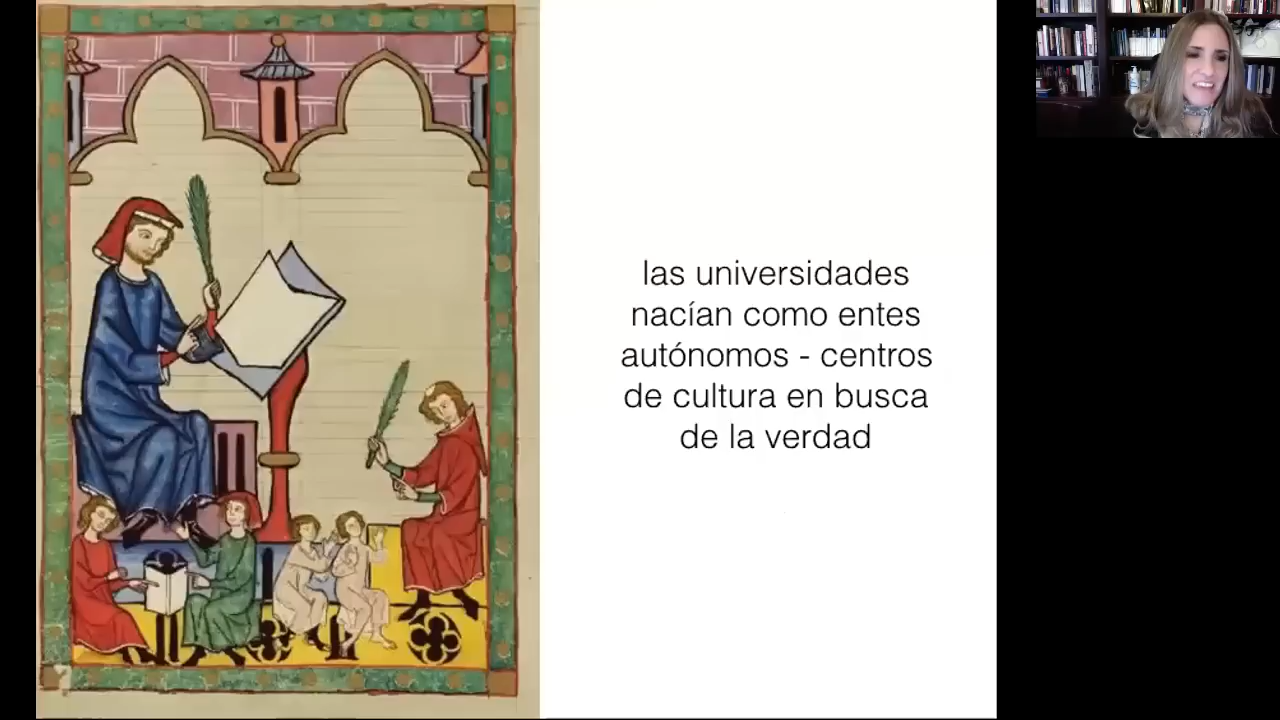 las universidades
nacían como entes
autónomos - centros
de cultura en busca
de la verdad